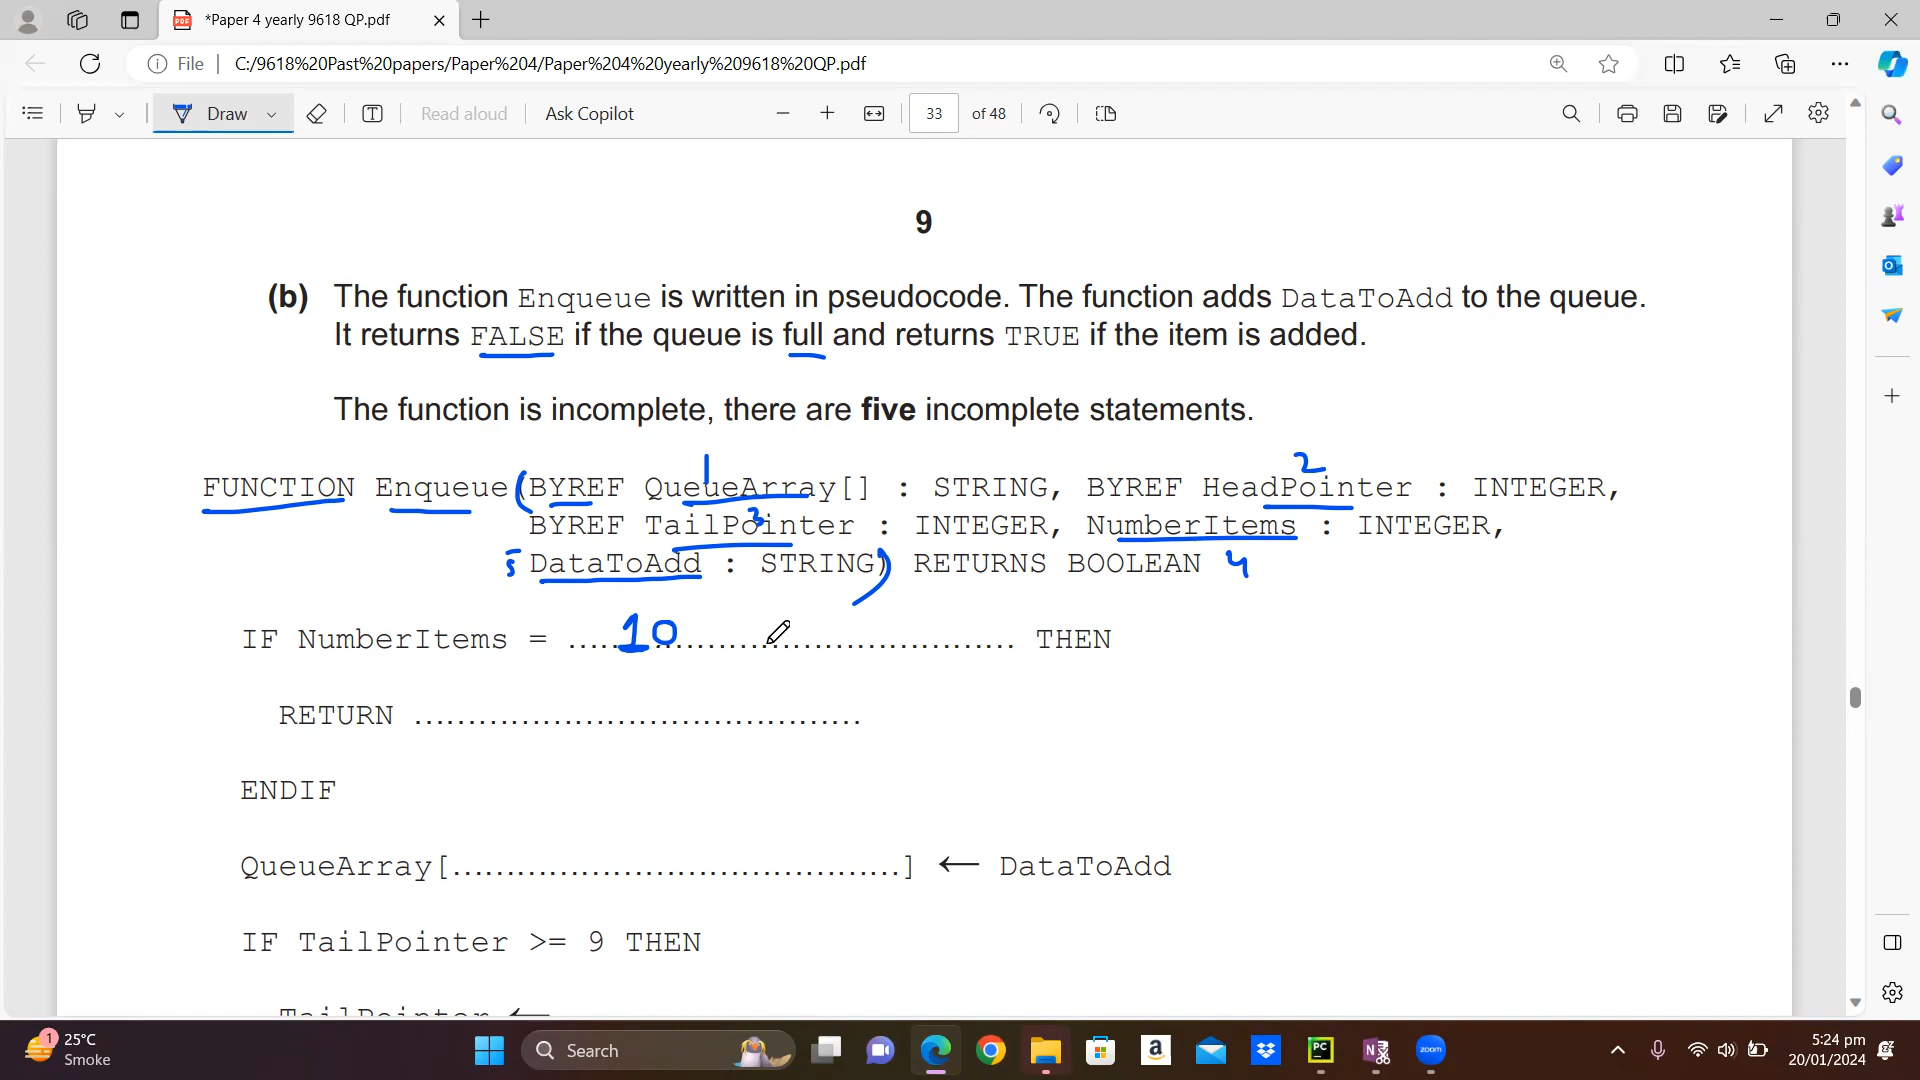 *Paper 4 yearly 9618 QP.pdf
File
C:/9618%20Past%20papers/Paper%204/Paper%204%20yearly%209618%20QP.pdf
Draw
Read aloud
Ask Copilot
33
of 48
9
(b) The function Enqueue is written in pseudocode. The function adds DataToAdd to the queue.
It returns FALSE if the queue is full and returns TRUE if the item is added.
The function is incomplete, there are five incomplete statements.
1
2
FUNCTION Enqueue(BYREF QueueArray[] : STRING, BYREF HeadPointer : INTEGER,
3
BYREF TailPointer : INTEGER, NumberItems : INTEGER,
5 DataToAdd : STRING) RETURNS BOOLEAN 4
IF NumberItems = .....10........................................ THEN
RETURN ..........................................
ENDIF
QueueArray[..........................................] ← DataToAdd
IF TailPointer >= 9 THEN
TailPointer ←
1
25°C
Smoke
Search
PC
N
zoom
5:24 pm
20/01/2024